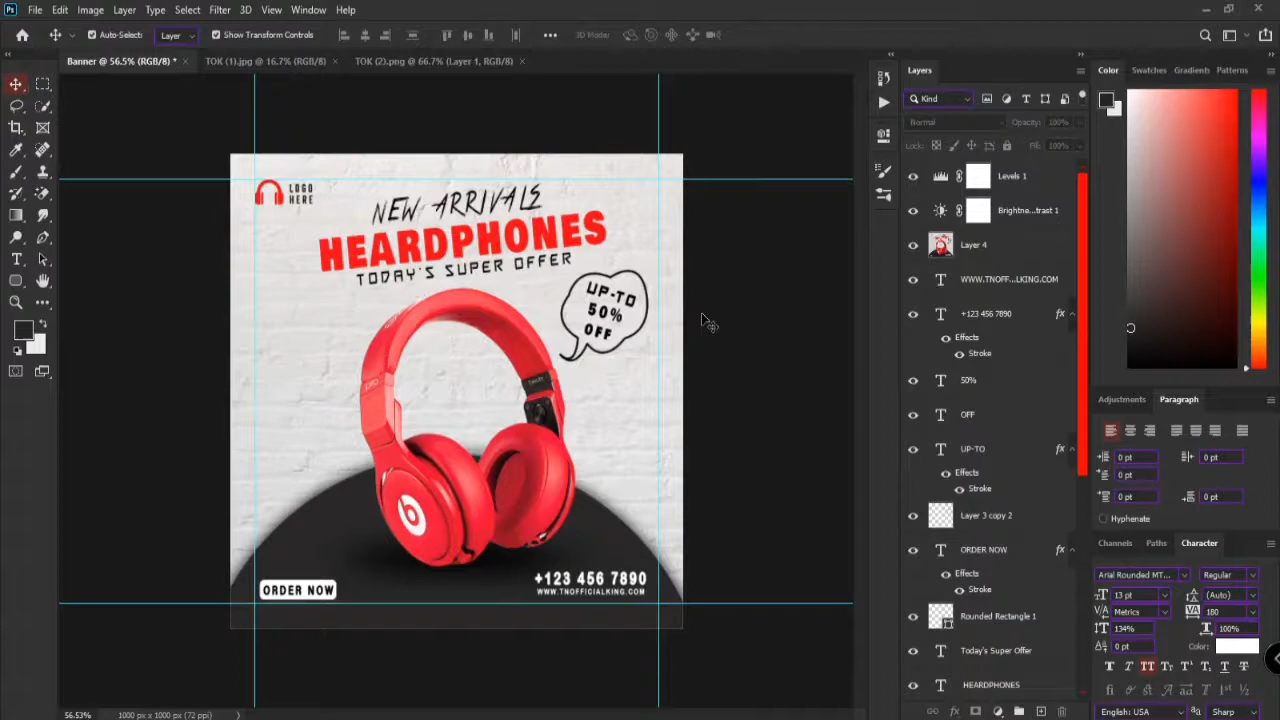 Ps File Edit Image Layer Type Select Filter 3D View Window Help
Auto-Select: Layer Show Transform Controls 3D Mode:
Banner @ 56.5% (RGB/8) * TOK (1).jpg @ 16.7% (RGB/8) TOK (2).png @ 66.7% (Layer 1, RGB/8)
LOGO
HERE
NEW ARRIVALS
HEARDPHONES
TODAY'S SUPER OFFER
UP-TO
50%
OFF
b
ORDER NOW
+123 456 7890
WWW.TNOFFICIALKING.COM
56.53% 1000 px x 1000 px (72 ppi)
Layers
Kind
Normal Opacity: 100%
Lock: Fill: 100%
Levels 1
Brightne...trast 1
Layer 4
WWW.TNOFF...LKING.COM
+123 456 7890 fx
Effects
Stroke
50%
OFF
UP-TO fx
Effects
Stroke
Layer 3 copy 2
ORDER NOW fx
Effects
Stroke
Rounded Rectangle 1
Today's Super Offer
HEARDPHONES
Color Swatches Gradients Patterns
Adjustments Paragraph
0 pt 0 pt
0 pt
0 pt 0 pt
Hyphenate
Channels Paths Character
Arial Rounded MT... Regular
13 pt (Auto)
Metrics 180
134% 100%
0 pt Color:
English: USA Sharp